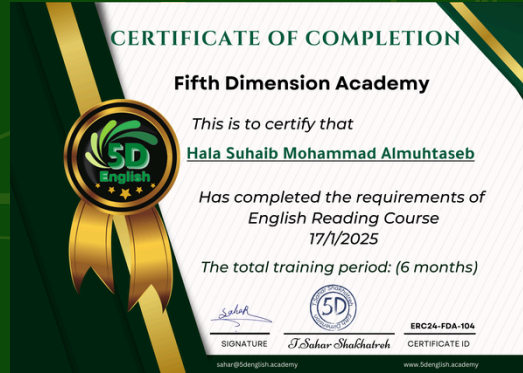 CERTIFICATE OF COMPLETION
Fifth Dimension Academy
This is to certify that
Hala Suhaib Mohammad Almuhtaseb
5D
English
Has completed the requirements of
English Reading Course
17/1/2025
The total training period: (6 months)
Sahar
5D
ERC24-FDA-104
SIGNATURE
T.Sahar Shakhatreh
CERTIFICATE ID
sahar@5denglish.academy
www.5denglish.academy